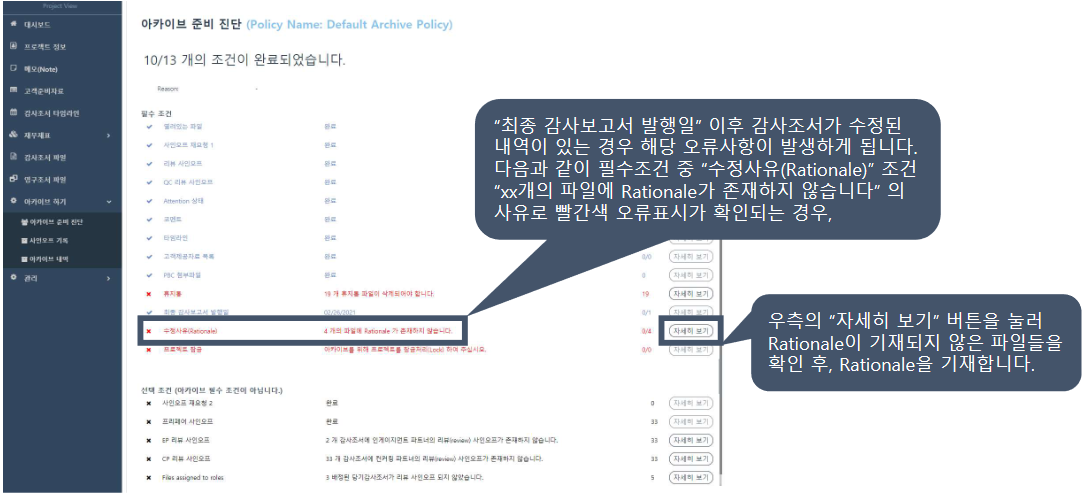 Project View
대시보드
프로젝트 정보
메모(Note)
고객준비자료
감사조서 타임라인
재무제표
감사조서 파일
영구조서 파일
아카이브 하기
아카이브 준비 진단
사인오프 기록
아카이브 내역
관리
아카이브 준비 진단 (Policy Name: Default Archive Policy)
10/13 개의 조건이 완료되었습니다.
Reason: -
필수 조건
열려있는 파일 완료
사인오프 재요청 1 완료
리뷰 사인오프 완료
QC 리뷰 사인오프 완료
Attention 상태 완료
코멘트 완료
타임라인 완료
고객제공자료 목록 완료 0/0 자세히 보기
PBC 첨부파일 완료 0 자세히 보기
휴지통 19 개 휴지통 파일이 삭제되어야 합니다. 19 자세히 보기
최종 감사보고서 발행일 02/26/2021 0/1 자세히 보기
수정사유(Rationale) 4 개의 파일에 Rationale 가 존재하지 않습니다. 0/4 자세히 보기
프로젝트 잠금 아카이브를 위해 프로젝트를 잠금처리(Lock) 하여 주십시오. 0/0 자세히 보기
선택 조건 (아카이브 필수 조건이 아닙니다.)
사인오프 재요청 2 완료 0 자세히 보기
프리페어 사인오프 완료 33 자세히 보기
EP 리뷰 사인오프 2 개 감사조서에 인게이지먼트 파트너의 리뷰(review) 사인오프가 존재하지 않습니다. 33 자세히 보기
CP 리뷰 사인오프 33 개 감사조서에 컨커링 파트너의 리뷰(review) 사인오프가 존재하지 않습니다. 33 자세히 보기
Files assigned to roles 3 배정된 당기감사조서가 리뷰 사인오프 되지 않았습니다. 5 자세히 보기
“최종 감사보고서 발행일” 이후 감사조서가 수정된
내역이 있는 경우 해당 오류사항이 발생하게 됩니다.
다음과 같이 필수조건 중 “수정사유(Rationale)” 조건
“xx개의 파일에 Rationale가 존재하지 않습니다” 의
사유로 빨간색 오류표시가 확인되는 경우,
우측의 “자세히 보기” 버튼을 눌러
Rationale이 기재되지 않은 파일들을
확인 후, Rationale을 기재합니다.